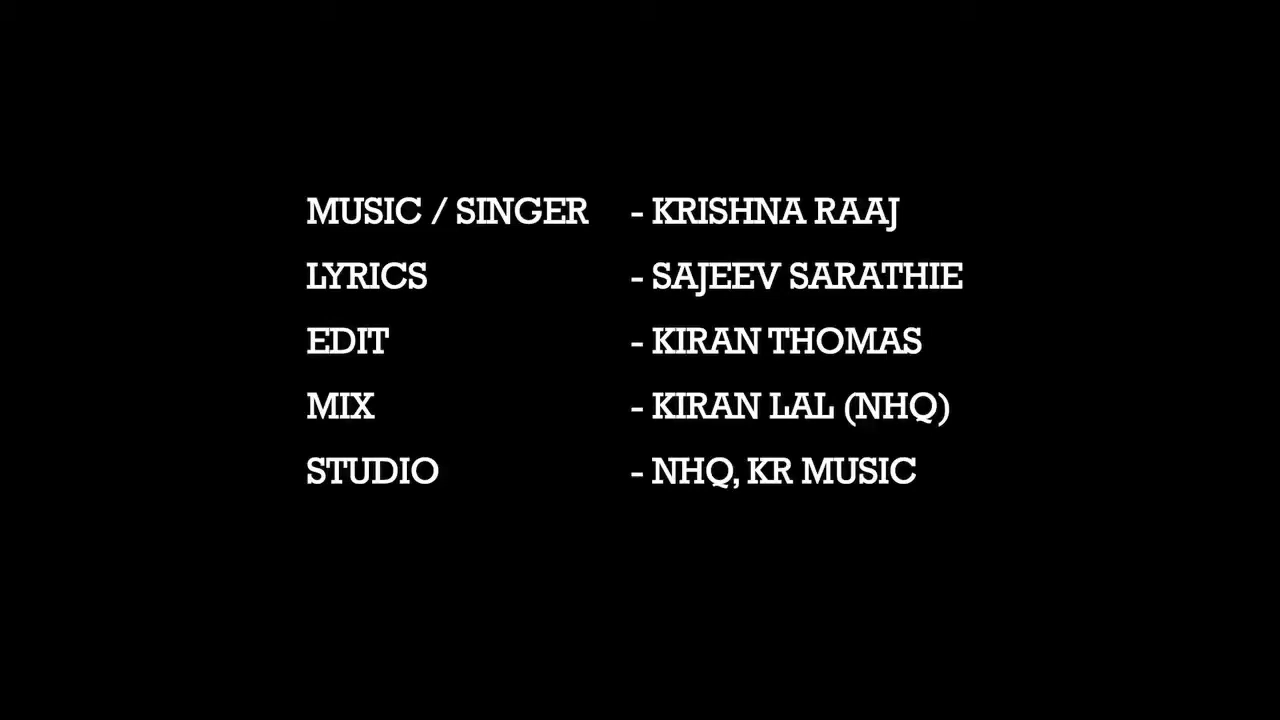 MUSIC / SINGER - KRISHNA RAAJ
LYRICS - SAJEEV SARATHIE
EDIT - KIRAN THOMAS
MIX - KIRAN LAL (NHQ)
STUDIO - NHQ, KR MUSIC